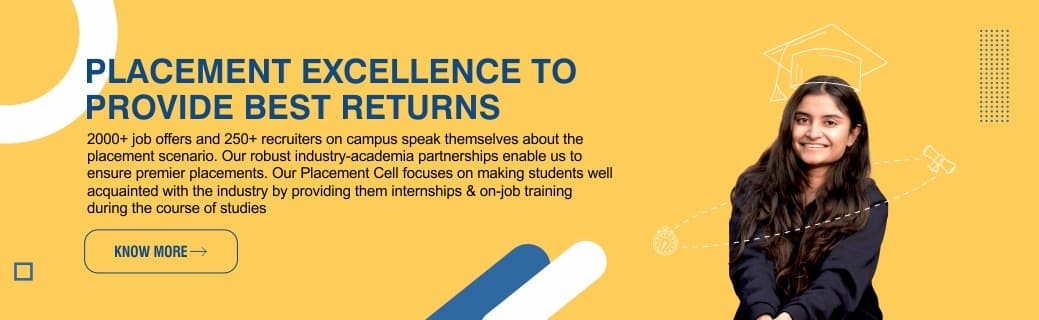 PLACEMENT EXCELLENCE TO
PROVIDE BEST RETURNS
2000+ job offers and 250+ recruiters on campus speak themselves about the
placement scenario. Our robust industry-academia partnerships enable us to
ensure premier placements. Our Placement Cell focuses on making students well
acquainted with the industry by providing them internships & on-job training
during the course of studies
KNOW MORE→